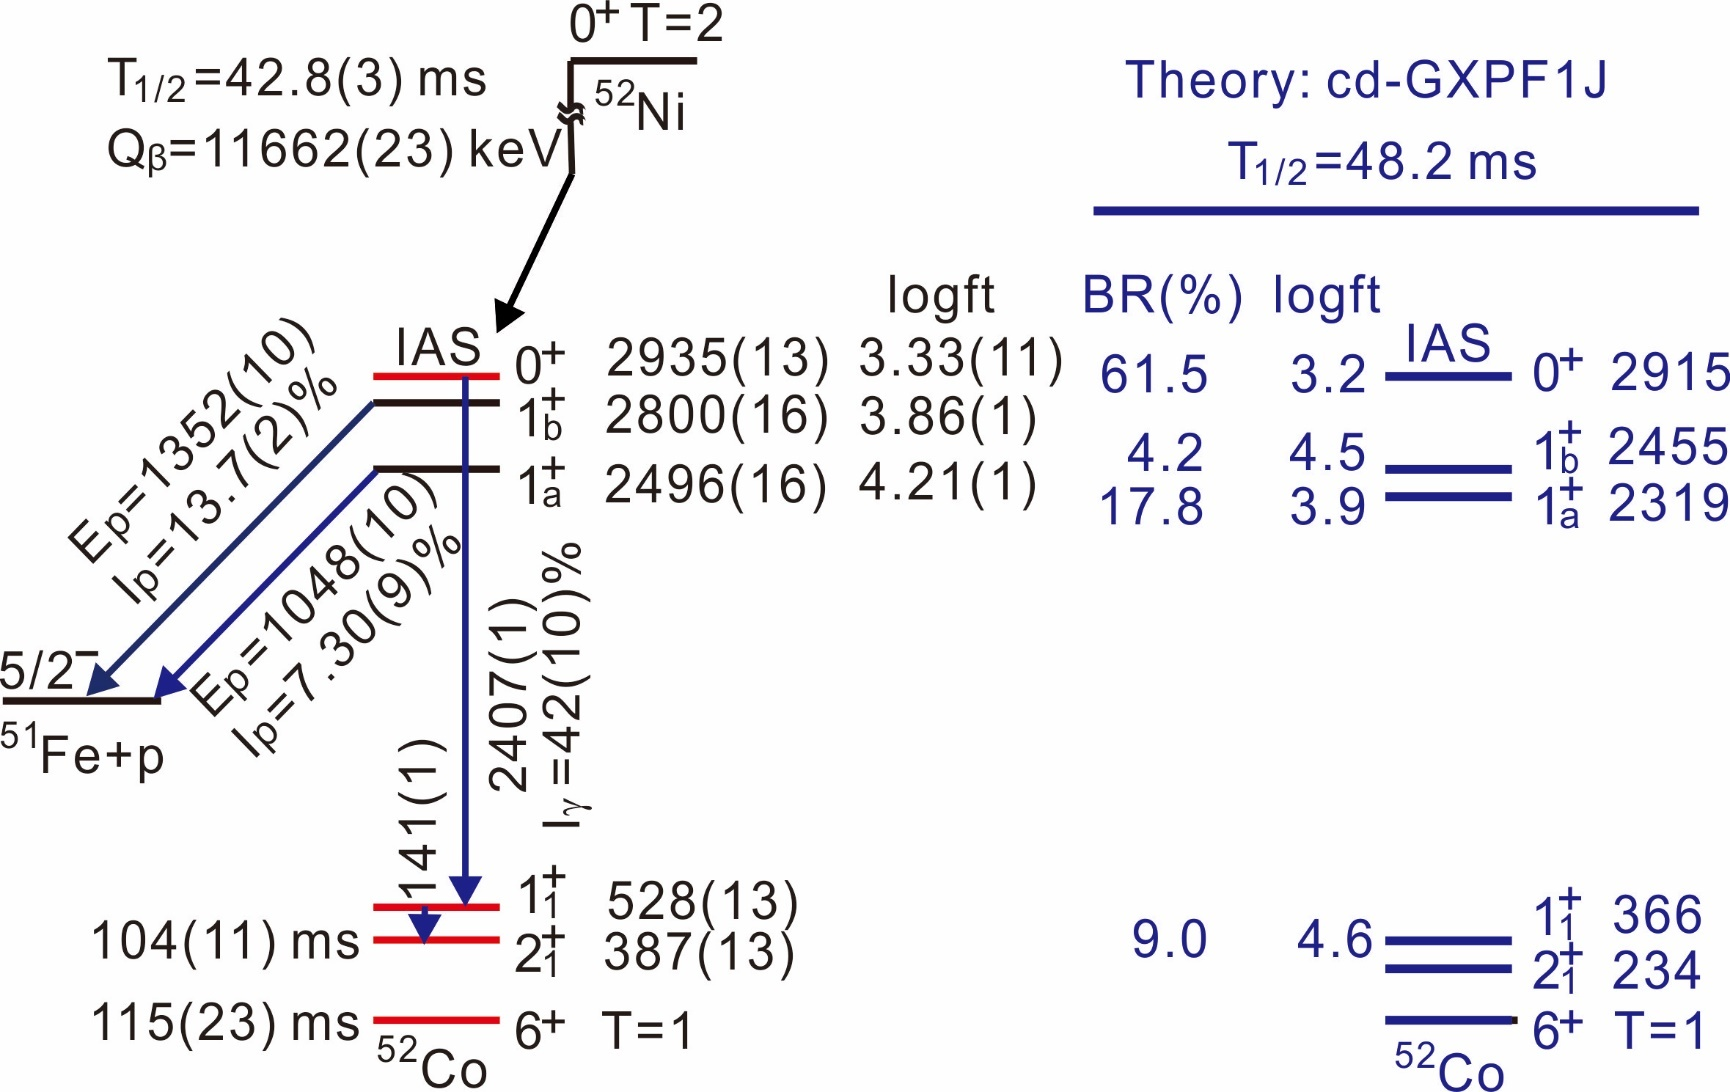 0⁺ T=2
T₁/₂=42.8(3) ms
⁵²Ni
Qᵦ=11662(23) keV
Theory: cd-GXPF1J
T₁/₂=48.2 ms
logft
BR(%) logft
IAS 0⁺ 2935(13) 3.33(11)
1⁺b 2800(16) 3.86(1)
1⁺a 2496(16) 4.21(1)
61.5 3.2 IAS 0⁺ 2915
4.2 4.5 1⁺b 2455
17.8 3.9 1⁺a 2319
Ep=1352(10)
Ip=13.7(2)%
Ep=1048(10)
Ip=7.30(9)%
2407(1)
Iγ=42(10)%
141(1)
5/2⁻
⁵¹Fe+p
1⁺1 528(13)
104(11) ms 2⁺1 387(13)
115(23) ms 6⁺ T=1
⁵²Co
1⁺1 366
9.0 4.6
2⁺1 234
6⁺ T=1
⁵²Co